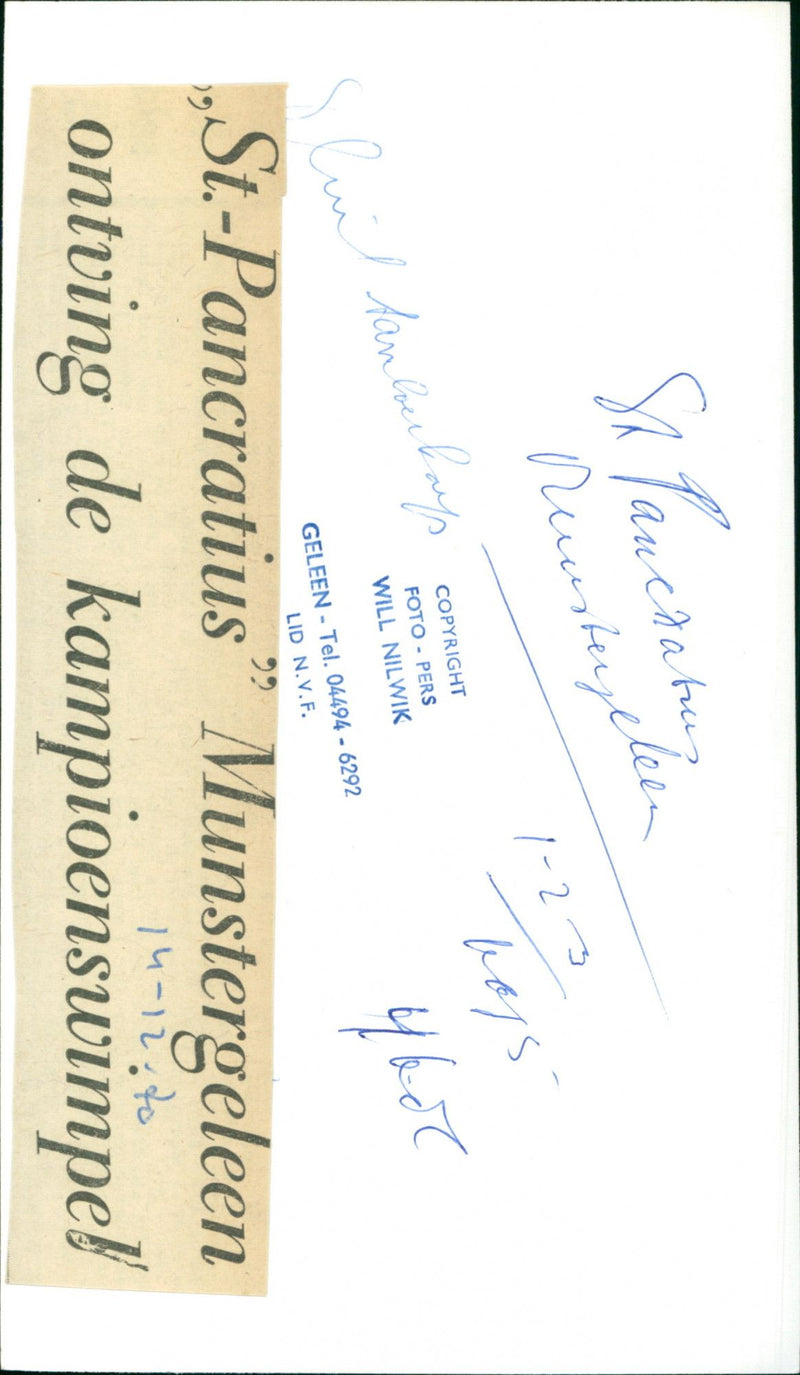 St Pancratius
Munstergeleen
1-2-3
COPYRIGHT
FOTO - PERS
WILL NILWIK
GELEEN - Tel. 04494 - 6292
LID N.V.F.
„St.-Pancratius” Munstergeleen
ontving de kampioenswimpel
14-12-70